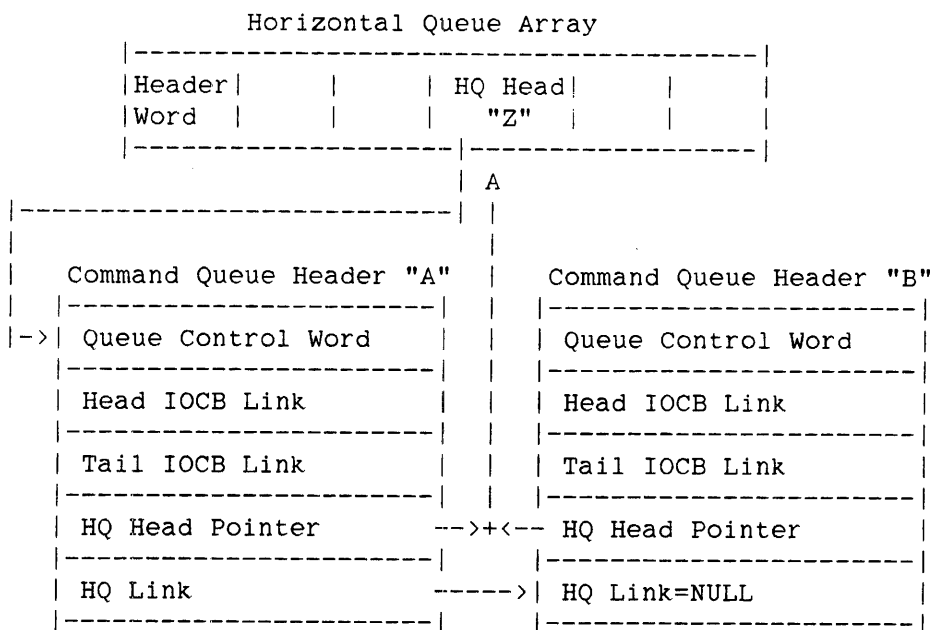 Horizontal Queue Array
Header Word HQ Head "Z"
A
Command Queue Header "A" Command Queue Header "B"
Queue Control Word Queue Control Word
Head IOCB Link Head IOCB Link
Tail IOCB Link Tail IOCB Link
HQ Head Pointer -->+<-- HQ Head Pointer
HQ Link -----> HQ Link=NULL